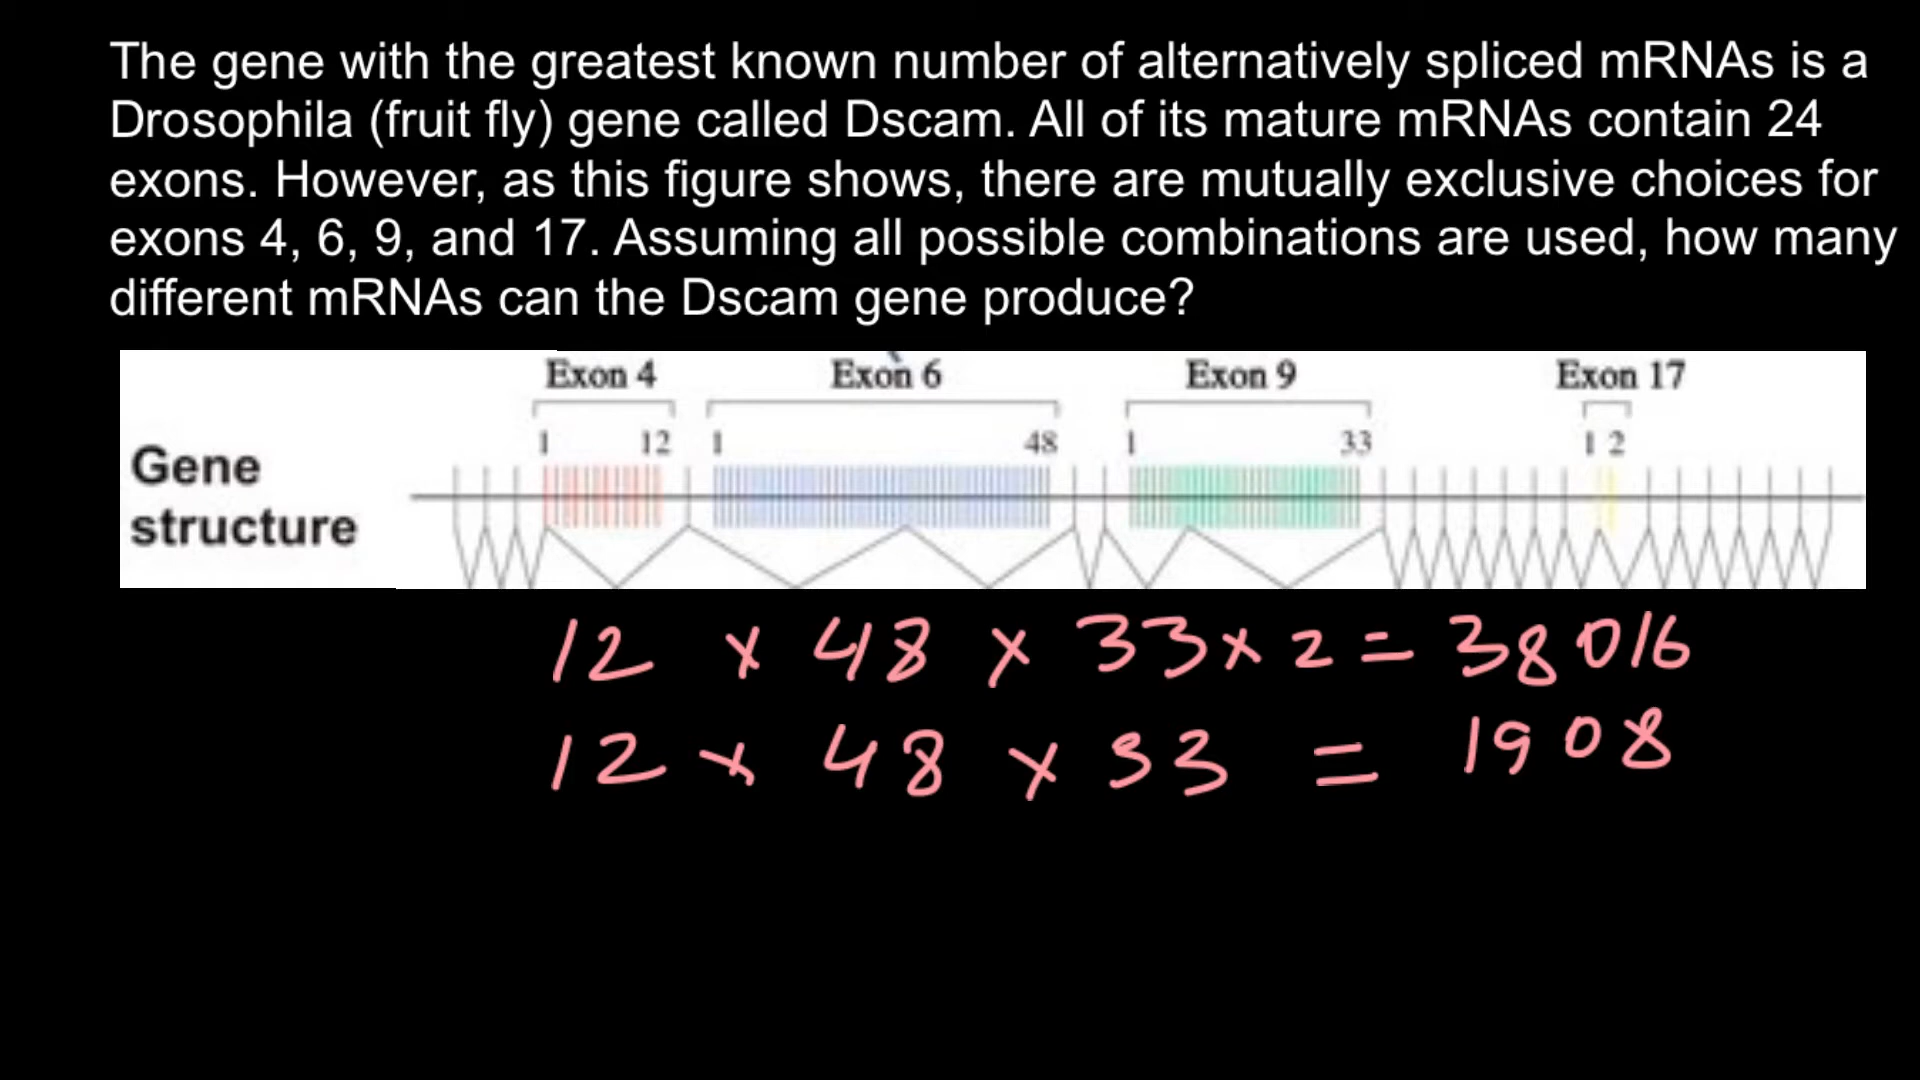 The gene with the greatest known number of alternatively spliced mRNAs is a
Drosophila (fruit fly) gene called Dscam. All of its mature mRNAs contain 24
exons. However, as this figure shows, there are mutually exclusive choices for
exons 4, 6, 9, and 17. Assuming all possible combinations are used, how many
different mRNAs can the Dscam gene produce?
Exon 4 Exon 6 Exon 9 Exon 17
1 12 1 48 1 33 1 2
Gene
structure
12 x 48 x 33 x 2 = 38016
12 x 48 x 33 = 1908